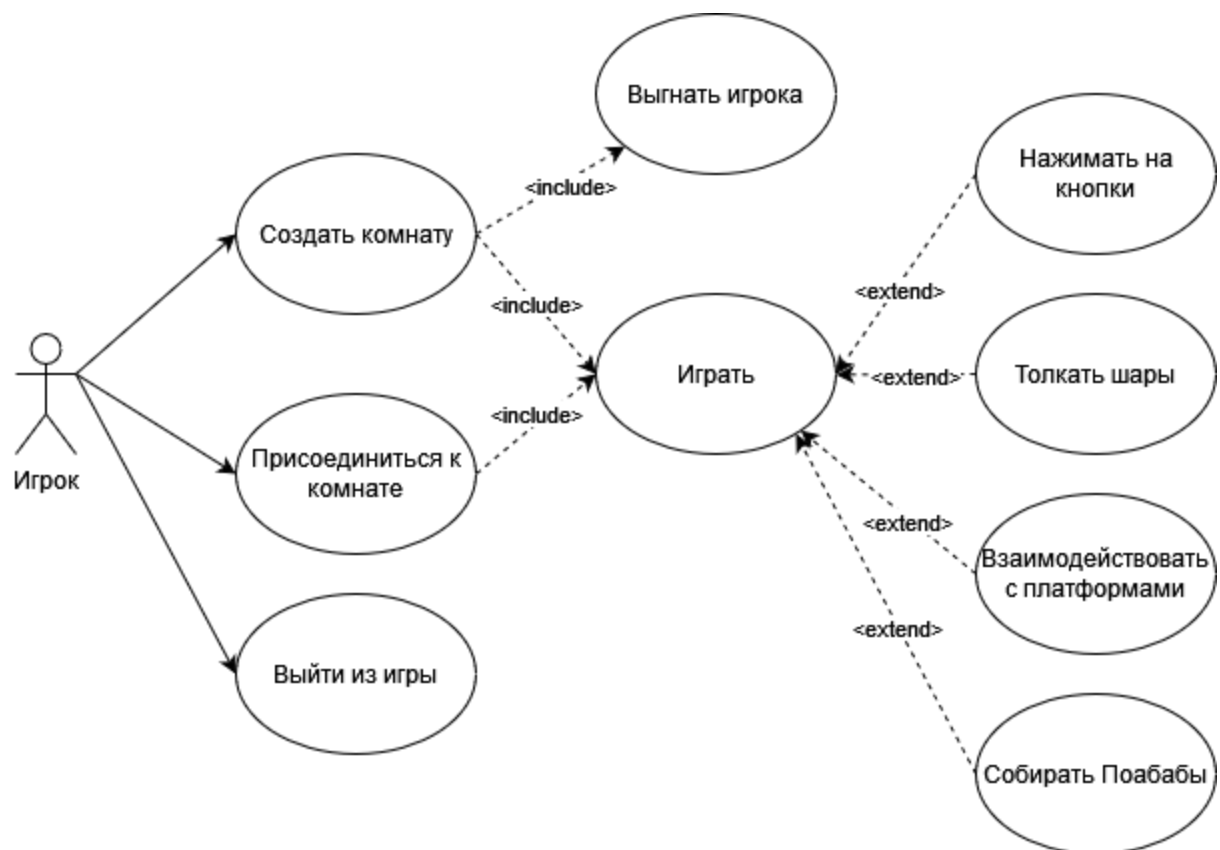 Выгнать игрока
Нажимать на
кнопки
<include>
Создать комнату
<include>
<extend>
Играть
<extend>
Толкать шары
<include>
Игрок
Присоединиться к
комнате
<extend>
Взаимодействовать
с платформами
<extend>
Выйти из игры
Собирать Поабабы